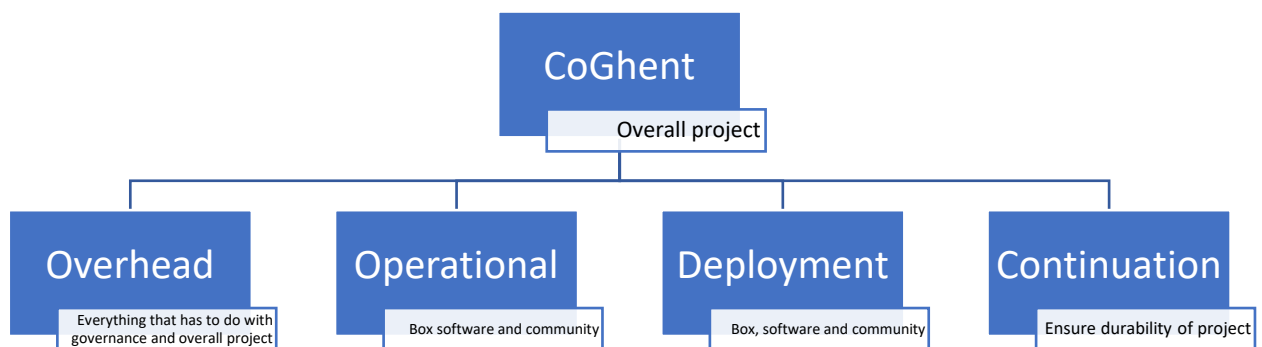 CoGhent
Overall project
Overhead
Everything that has to do with
governance and overall project
Operational
Box software and community
Deployment
Box, software and community
Continuation
Ensure durability of project